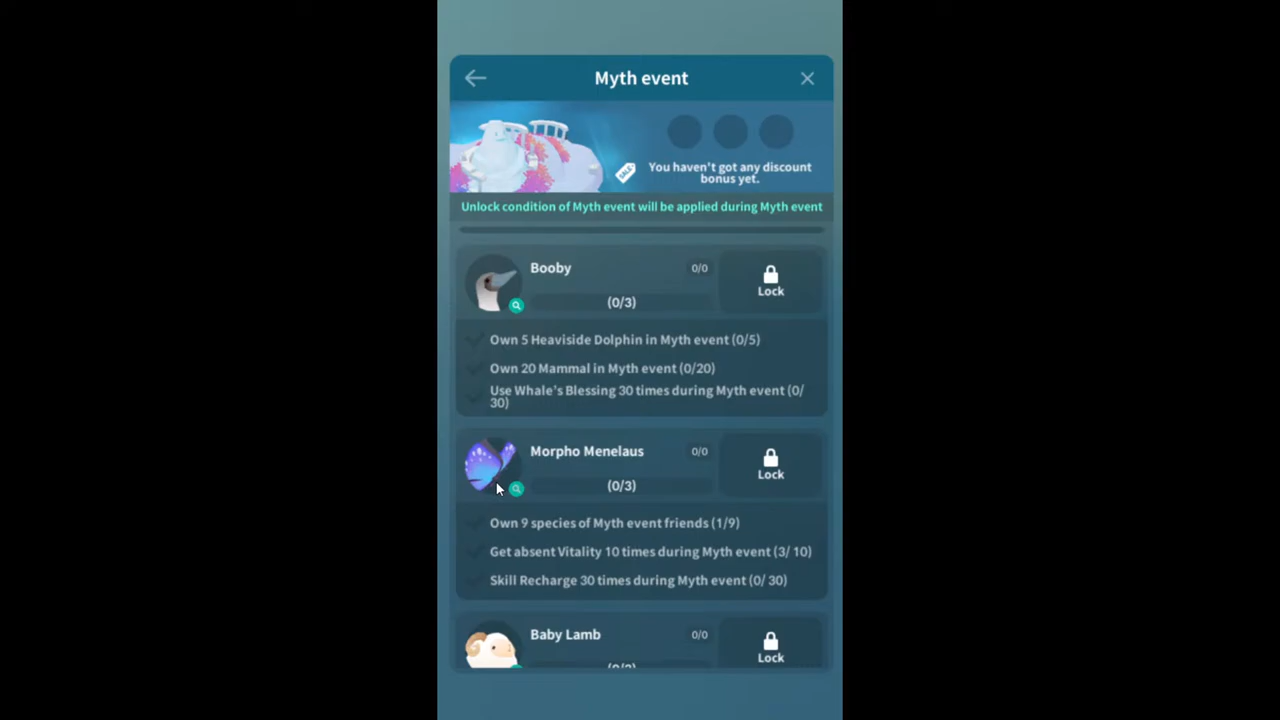 Myth event
You haven't got any discount
bonus yet.
SALE
Unlock condition of Myth event will be applied during Myth event
Booby
0/0
Lock
(0/3)
Own 5 Heaviside Dolphin in Myth event (0/5)
Own 20 Mammal in Myth event (0/20)
Use Whale's Blessing 30 times during Myth event (0/
30)
Morpho Menelaus
0/0
Lock
(0/3)
Own 9 species of Myth event friends (1/9)
Get absent Vitality 10 times during Myth event (3/ 10)
Skill Recharge 30 times during Myth event (0/ 30)
Baby Lamb
0/0
Lock